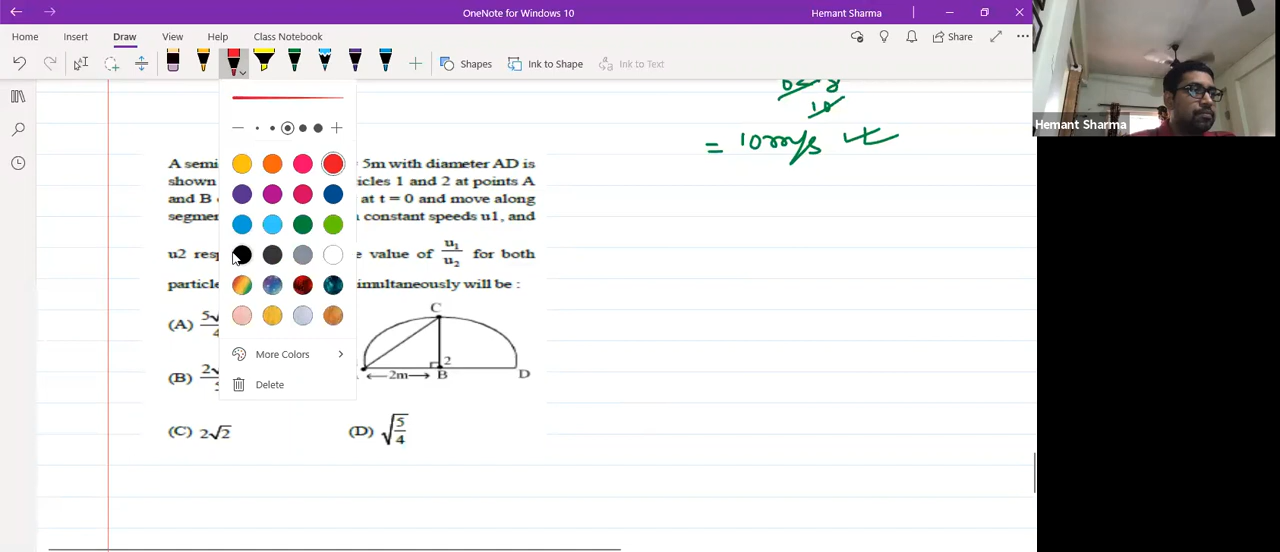 OneNote for Windows 10
Hemant Sharma
Home Insert Draw View Help Class Notebook
Share
Shapes
Ink to Shape
Ink to Text
= 10 m/s
Hemant Sharma
A semi 5m with diameter AD is
shown cles 1 and 2 at points A
and B at t = 0 and move along
segmen constant speeds u1, and
u2 resp value of u₁/u₂ for both
particle imultaneously will be :
(A)
(B)
(C) 2√2
(D) √5/4
C
2
2m
B
D
More Colors
Delete